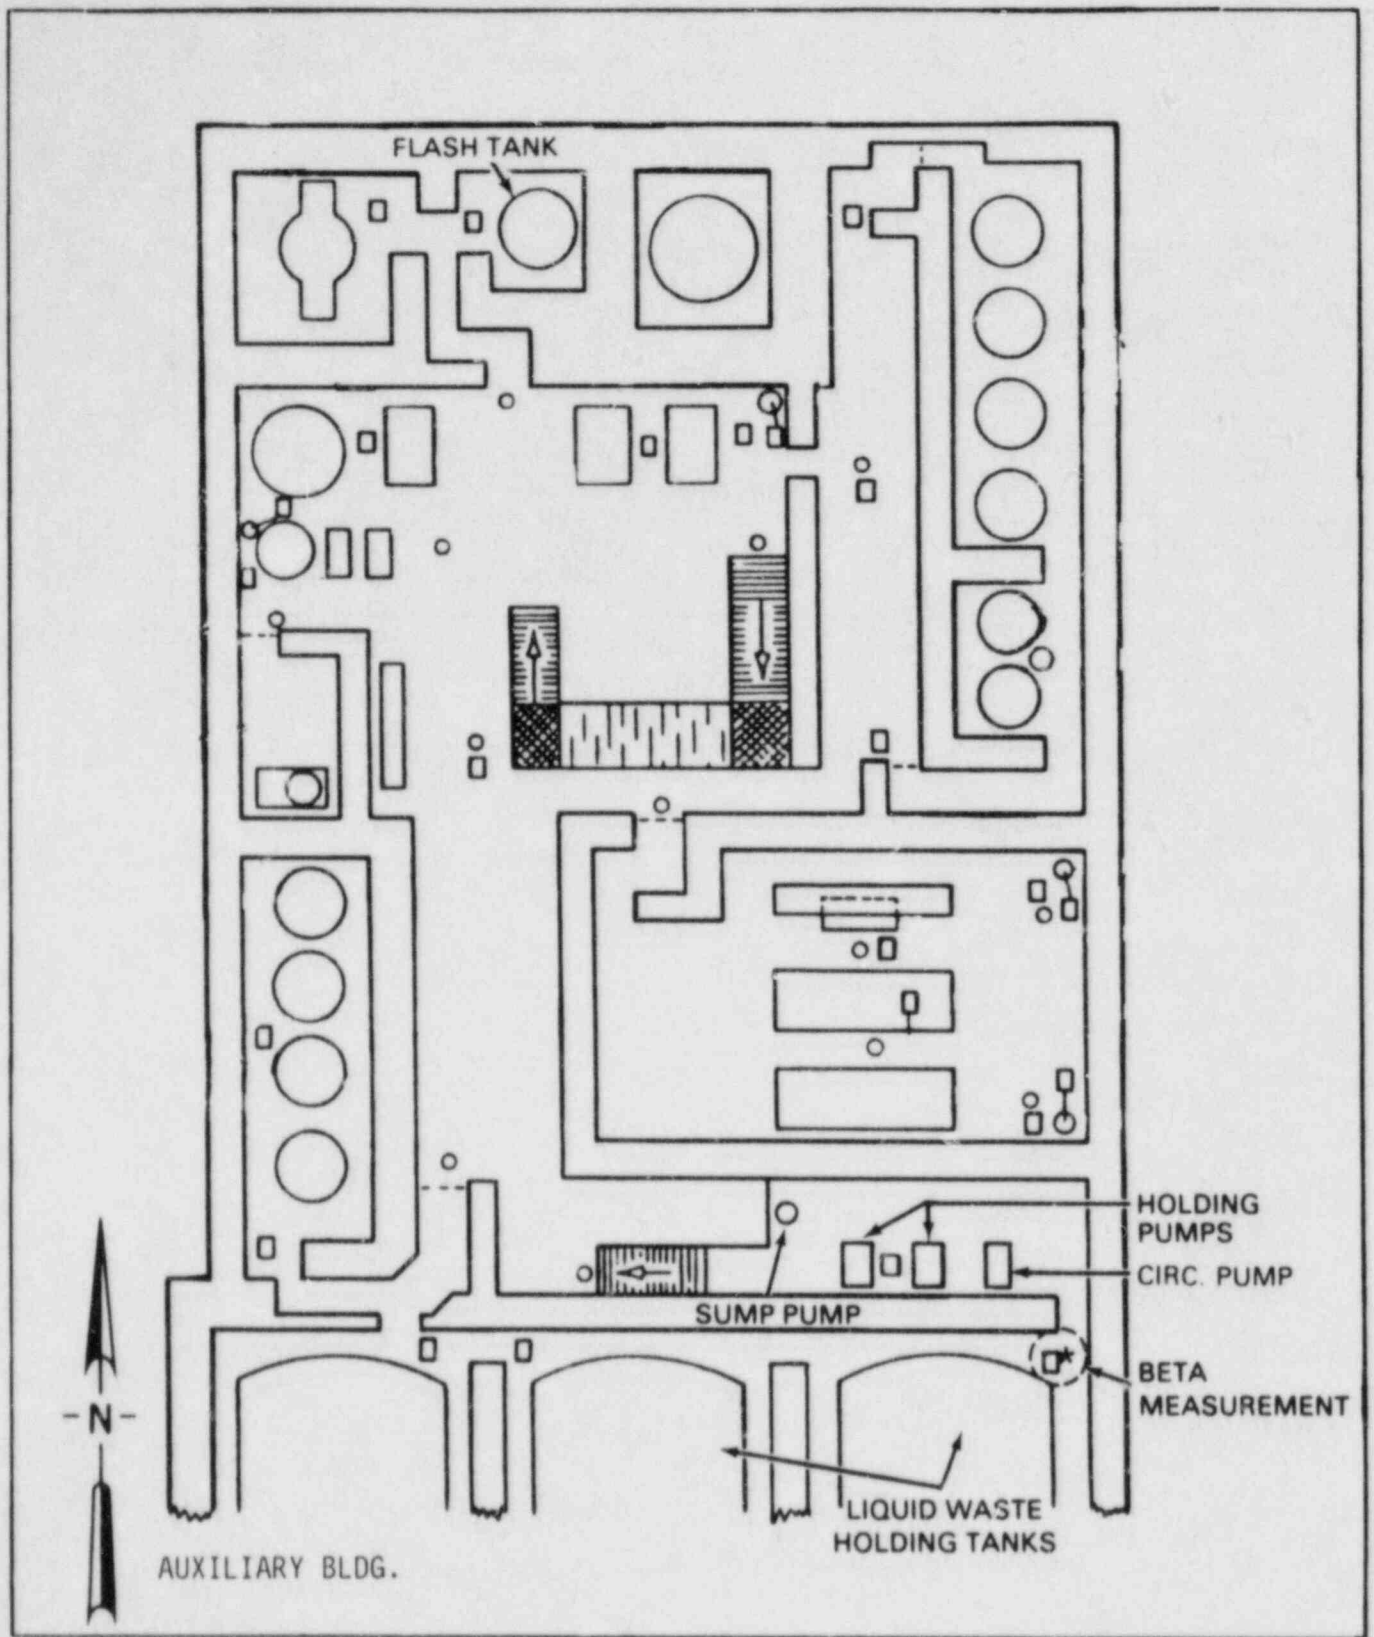 FLASH TANK
HOLDING
PUMPS
CIRC. PUMP
SUMP PUMP
BETA
MEASUREMENT
-N-
LIQUID WASTE
HOLDING TANKS
AUXILIARY BLDG.